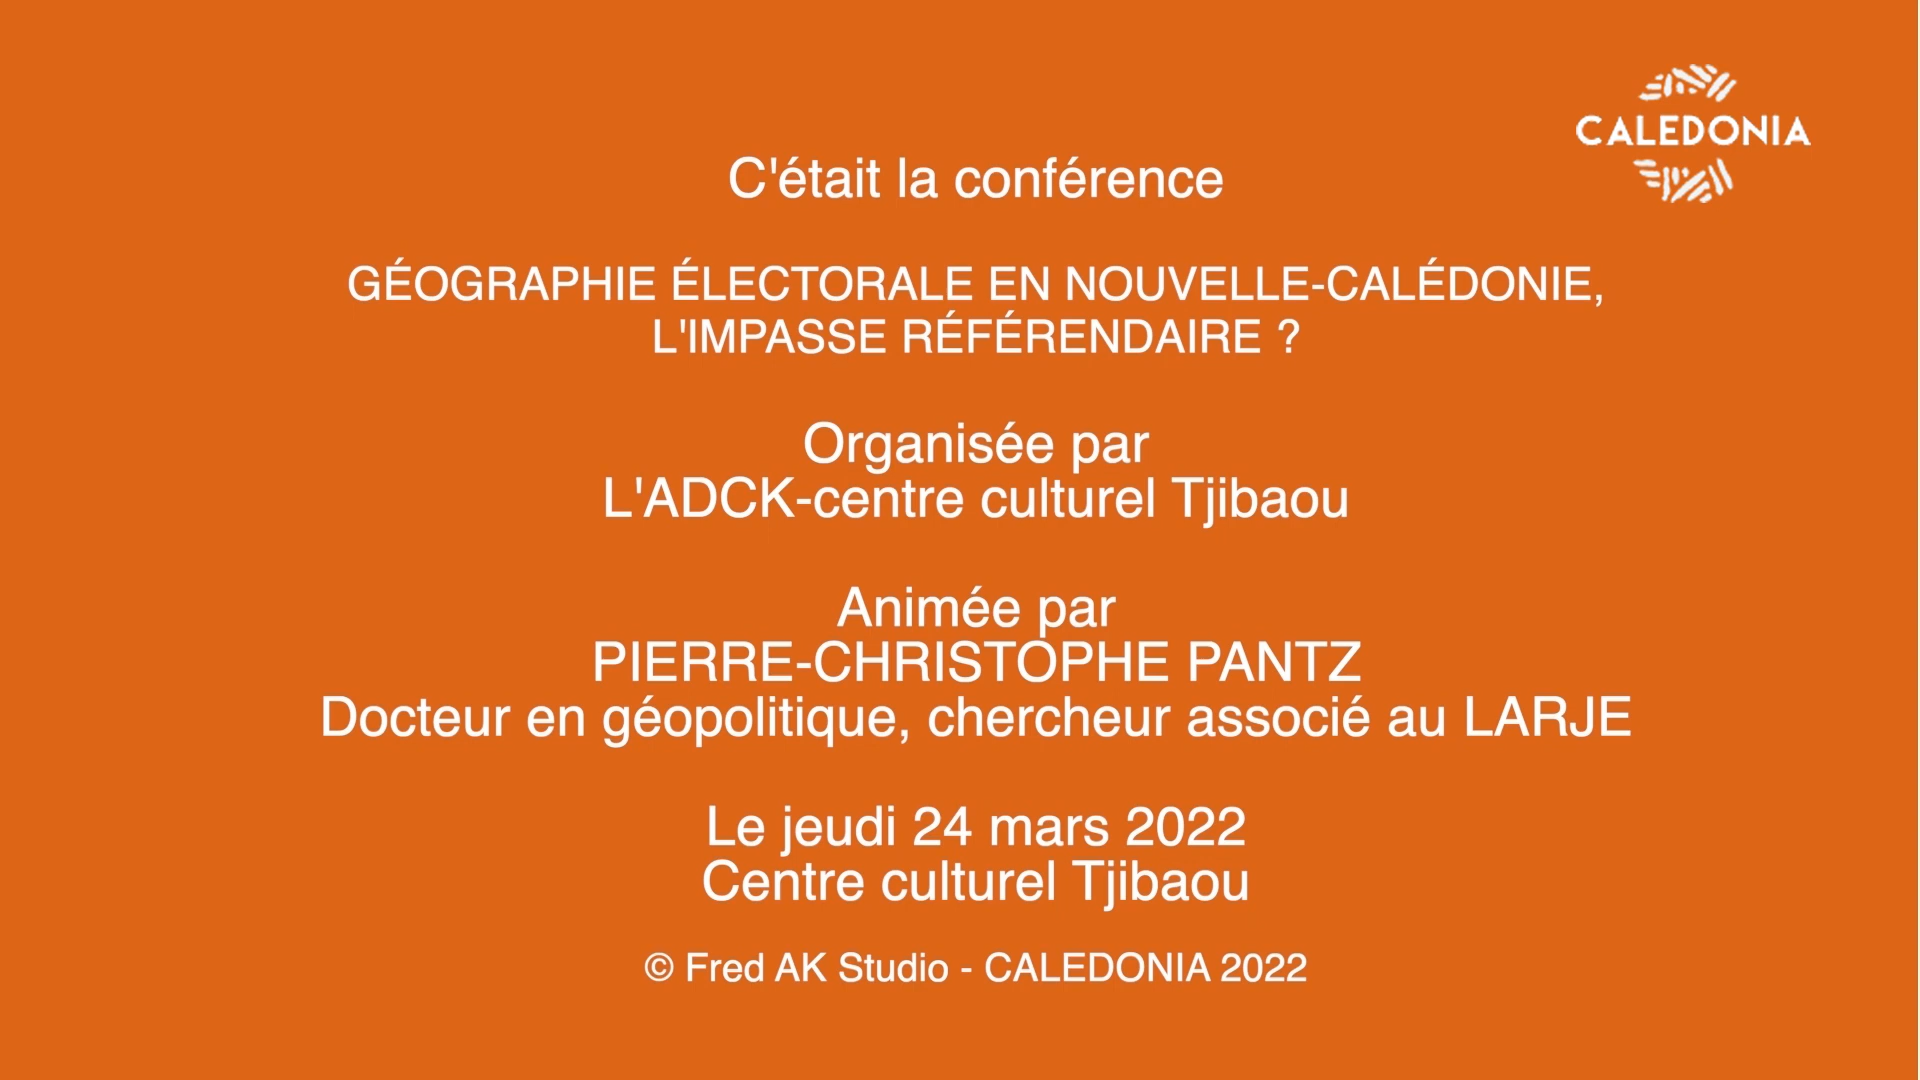 CALEDONIA
C'était la conférence
GÉOGRAPHIE ÉLECTORALE EN NOUVELLE-CALÉDONIE,
L'IMPASSE RÉFÉRENDAIRE ?
Organisée par
L'ADCK-centre culturel Tjibaou
Animée par
PIERRE-CHRISTOPHE PANTZ
Docteur en géopolitique, chercheur associé au LARJE
Le jeudi 24 mars 2022
Centre culturel Tjibaou
© Fred AK Studio - CALEDONIA 2022